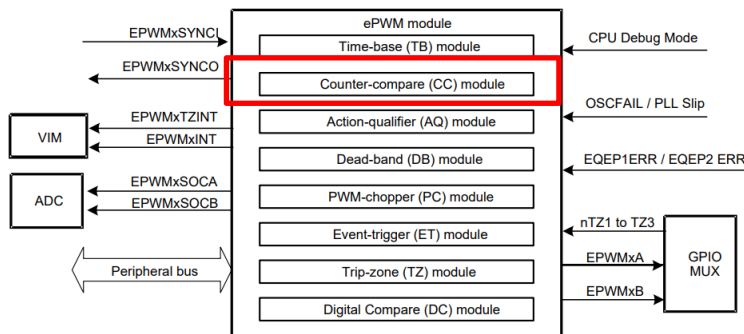 ePWM module
EPWMxSYNCI
Time-base (TB) module
CPU Debug Mode
EPWMxSYNCO
Counter-compare (CC) module
OSCFAIL / PLL Slip
EPWMxTZINT
Action-qualifier (AQ) module
VIM
EPWMxINT
Dead-band (DB) module
EQEP1ERR / EQEP2 ERR
EPWMxSOCA
ADC
PWM-chopper (PC) module
EPWMxSOCB
nTZ1 to TZ3
Event-trigger (ET) module
EPWMxA
GPIO
MUX
Peripheral bus
Trip-zone (TZ) module
EPWMxB
Digital Compare (DC) module